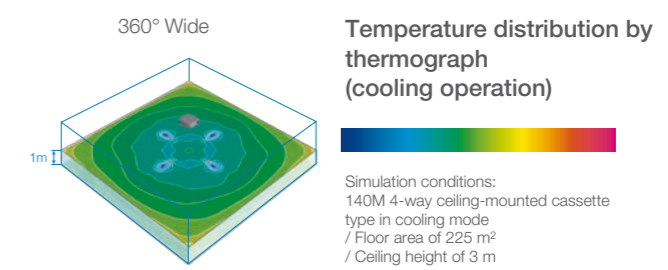 360° Wide
1m
Temperature distribution by
thermograph
(cooling operation)
Simulation conditions:
140M 4-way ceiling-mounted cassette
type in cooling mode
/ Floor area of 225 m²
/ Ceiling height of 3 m